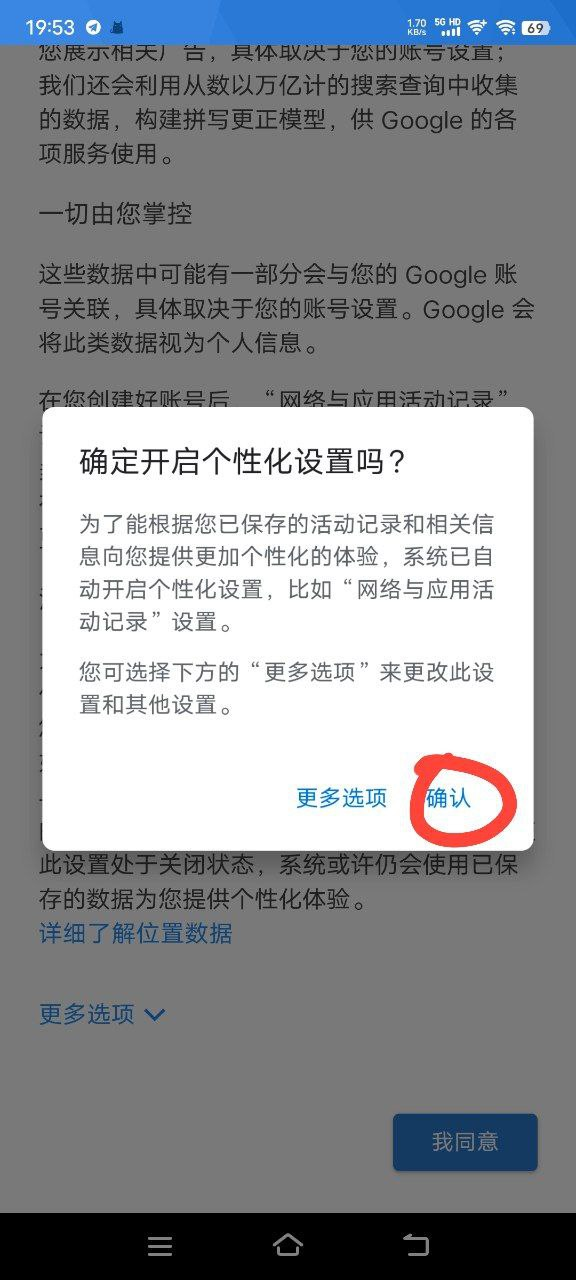 19:53
1.70 KB/s 5G HD 69
您展示相关广告，具体取决于您的账号设置；
我们还会利用从数以万亿计的搜索查询中收集
的数据，构建拼写更正模型，供 Google 的各
项服务使用。
一切由您掌控
这些数据中可能有一部分会与您的 Google 账
号关联，具体取决于您的账号设置。Google 会
将此类数据视为个人信息。
在您创建好账号后，“网络与应用活动记录”
确定开启个性化设置吗？
为了能根据您已保存的活动记录和相关信
息向您提供更加个性化的体验，系统已自
动开启个性化设置，比如“网络与应用活
动记录”设置。
您可选择下方的“更多选项”来更改此设
置和其他设置。
更多选项 确认
此设置处于关闭状态，系统或许仍会使用已保
存的数据为您提供个性化体验。
详细了解位置数据
更多选项
我同意